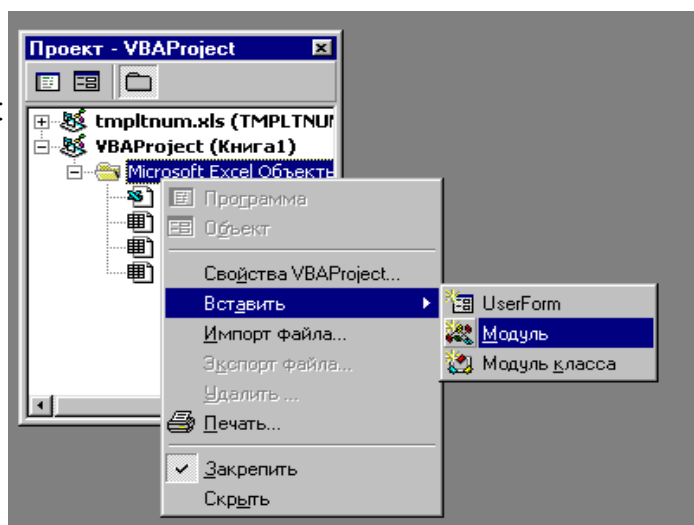 Проект - VBAProject
tmpltnum.xls (TMPLTNUM
VBAProject (Книга1)
Microsoft Excel Объекты
Программа
Объект
Свойства VBAProject...
Вставить
UserForm
Импорт файла...
Модуль
Экспорт файла...
Модуль класса
Удалить ...
Печать...
Закрепить
Скрыть